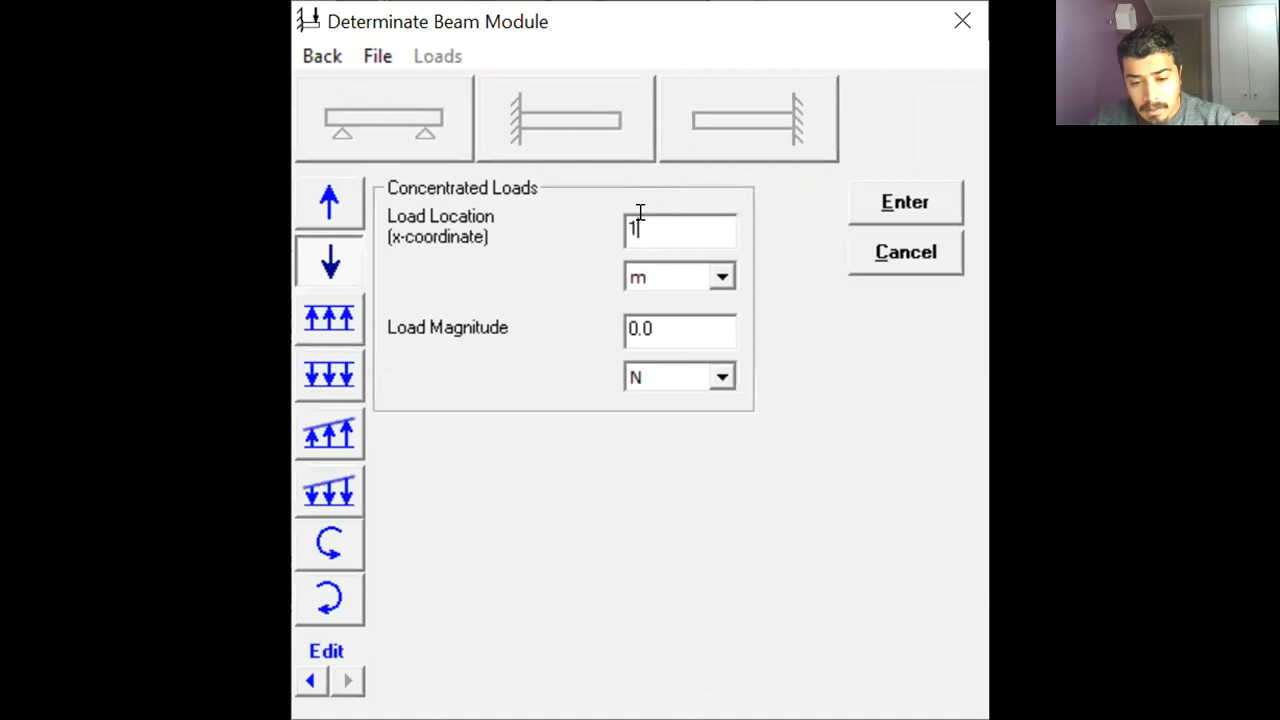 Determinate Beam Module
Back File Loads
Concentrated Loads
Load Location
(x-coordinate)
1
m
Load Magnitude
0.0
N
Enter
Cancel
Edit